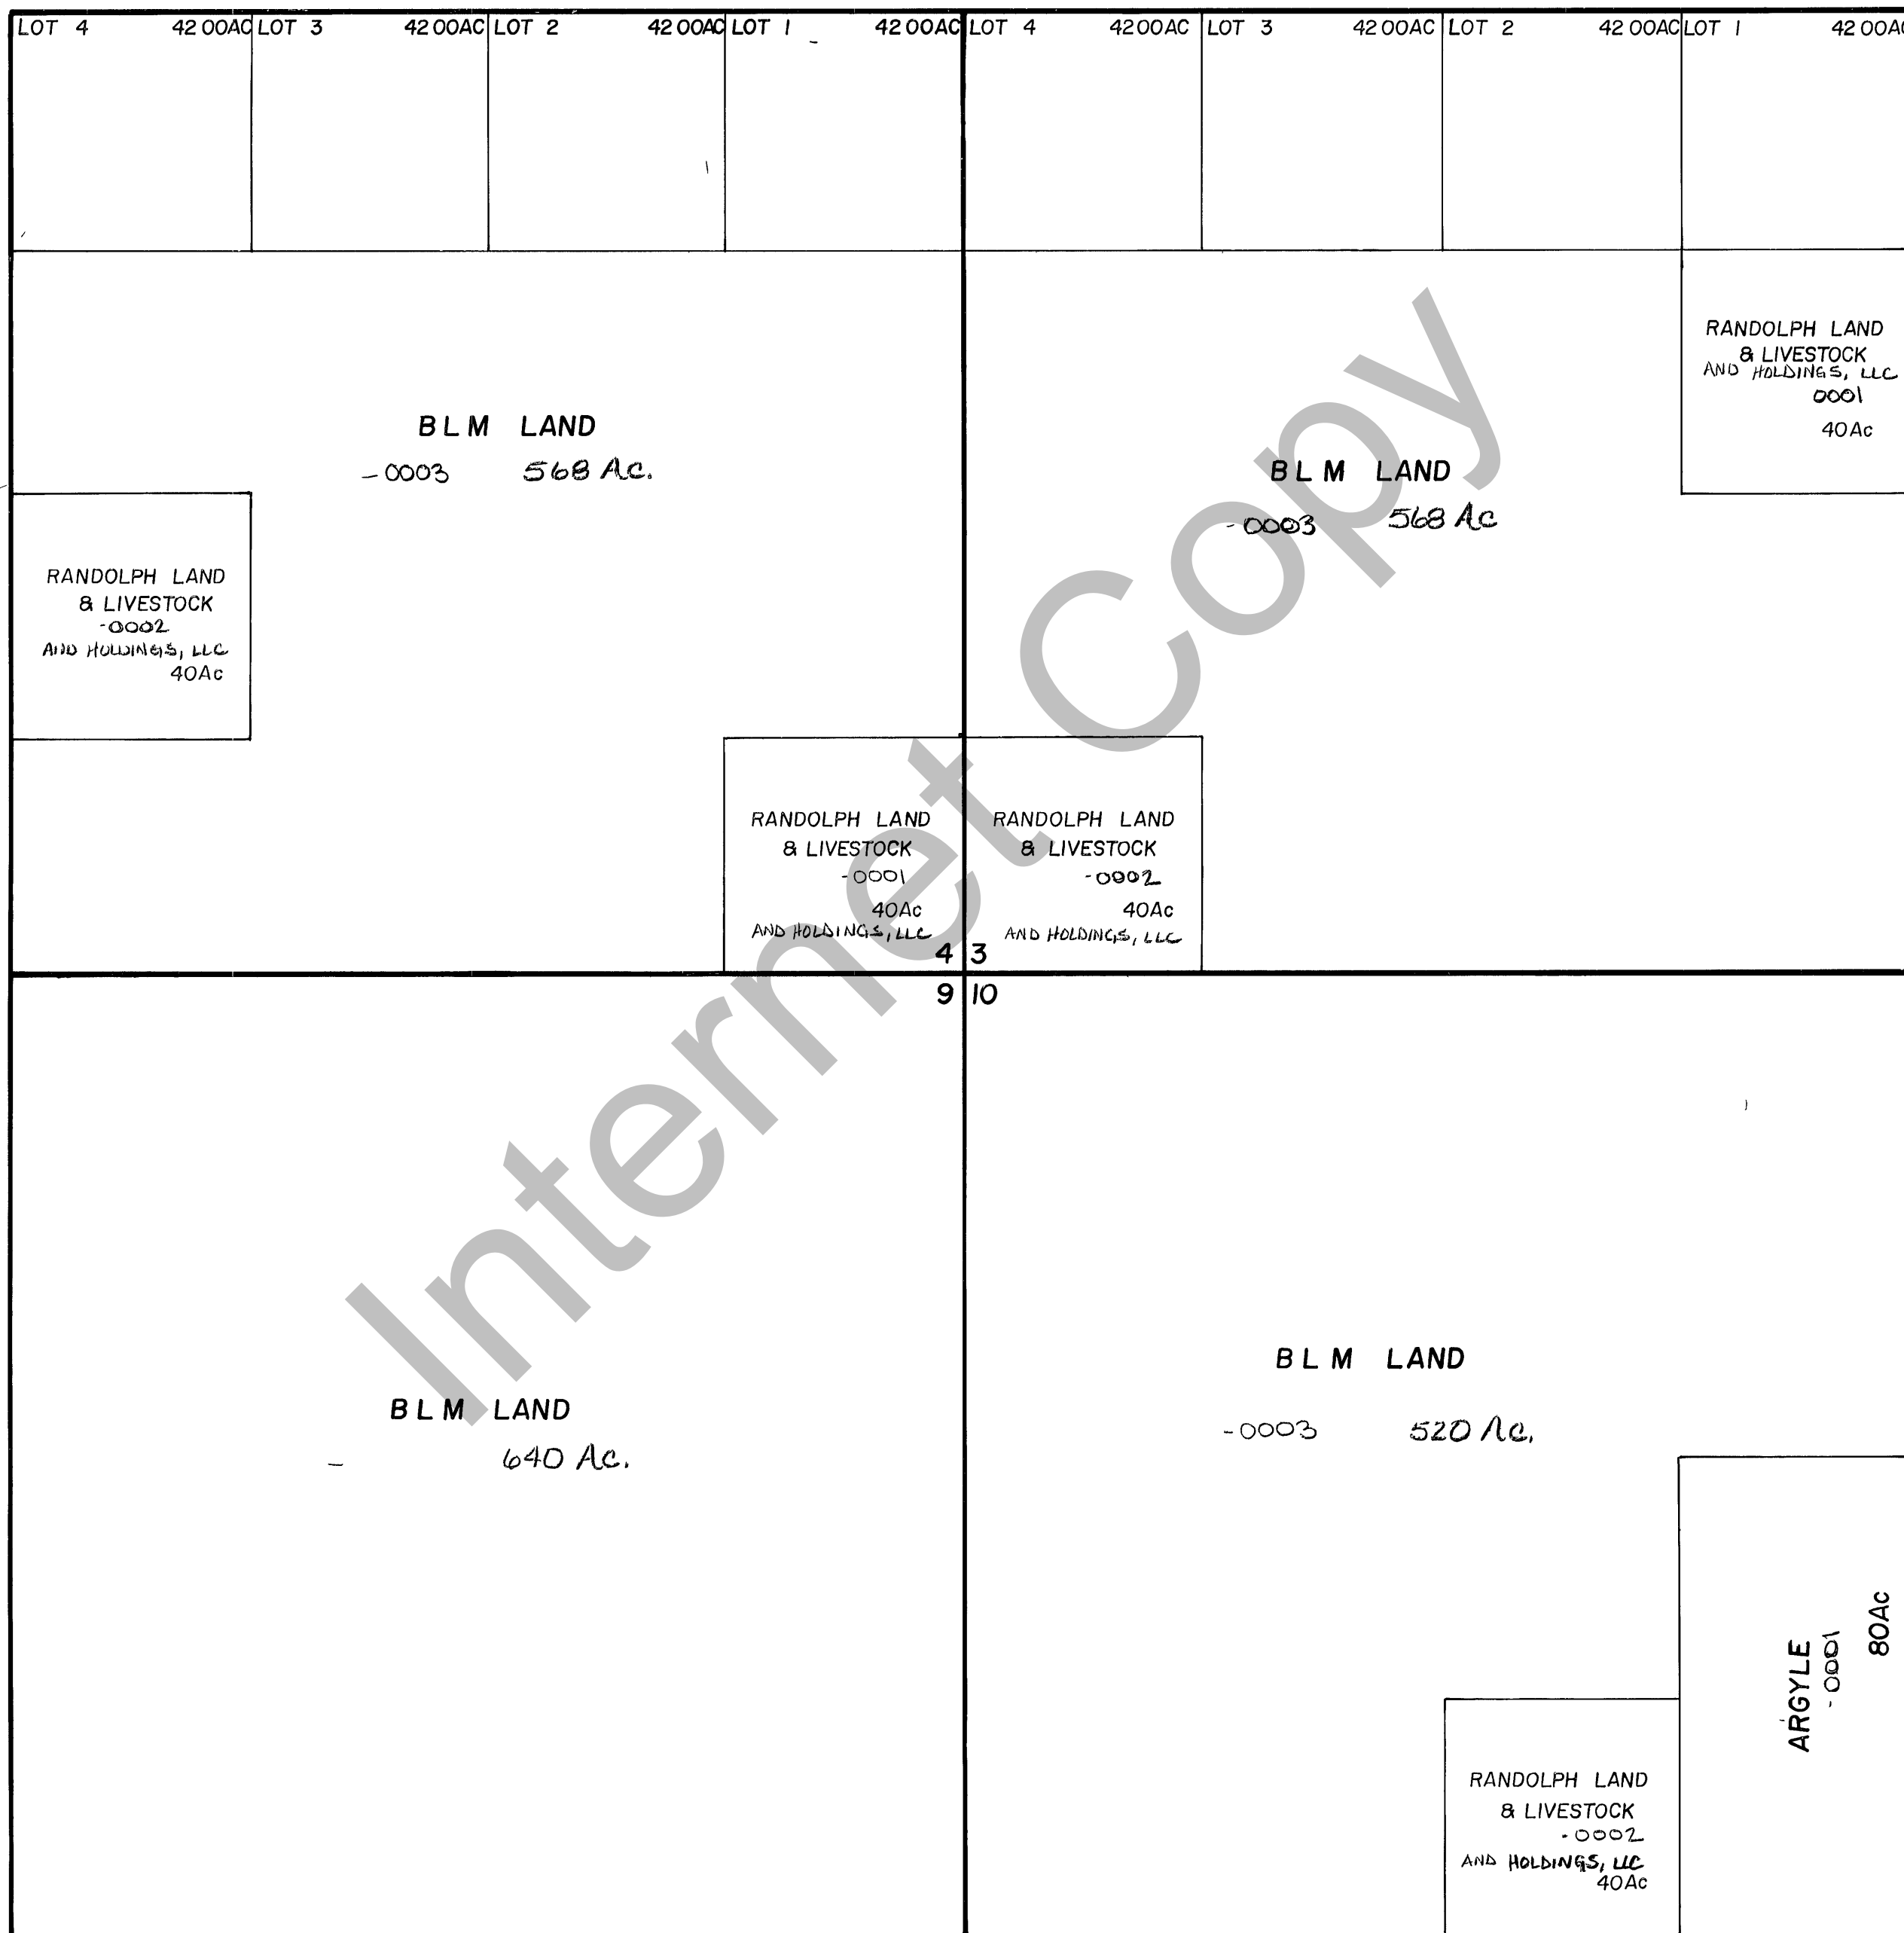 LOT 4 42 00AC LOT 3 42 00AC LOT 2 42 00AC LOT 1 42 00AC LOT 4 42 00AC LOT 3 42 00AC LOT 2 42 00AC LOT 1 42 00AC
BLM LAND
-0003 568 Ac.
RANDOLPH LAND
& LIVESTOCK
-0002
AND HOLDINGS, LLC
40Ac
RANDOLPH LAND
& LIVESTOCK
-0001
40Ac
AND HOLDINGS, LLC
4
BLM LAND
-0003 568 Ac
RANDOLPH LAND
& LIVESTOCK
AND HOLDINGS, LLC
0001
40Ac
RANDOLPH LAND
& LIVESTOCK
-0002
40Ac
AND HOLDINGS, LLC
3
9
10
BLM LAND
- 640 Ac.
BLM LAND
-0003 520 Ac.
ARGYLE
-0001
80Ac
RANDOLPH LAND
& LIVESTOCK
-0002
AND HOLDINGS, LLC
40Ac
Internet Copy